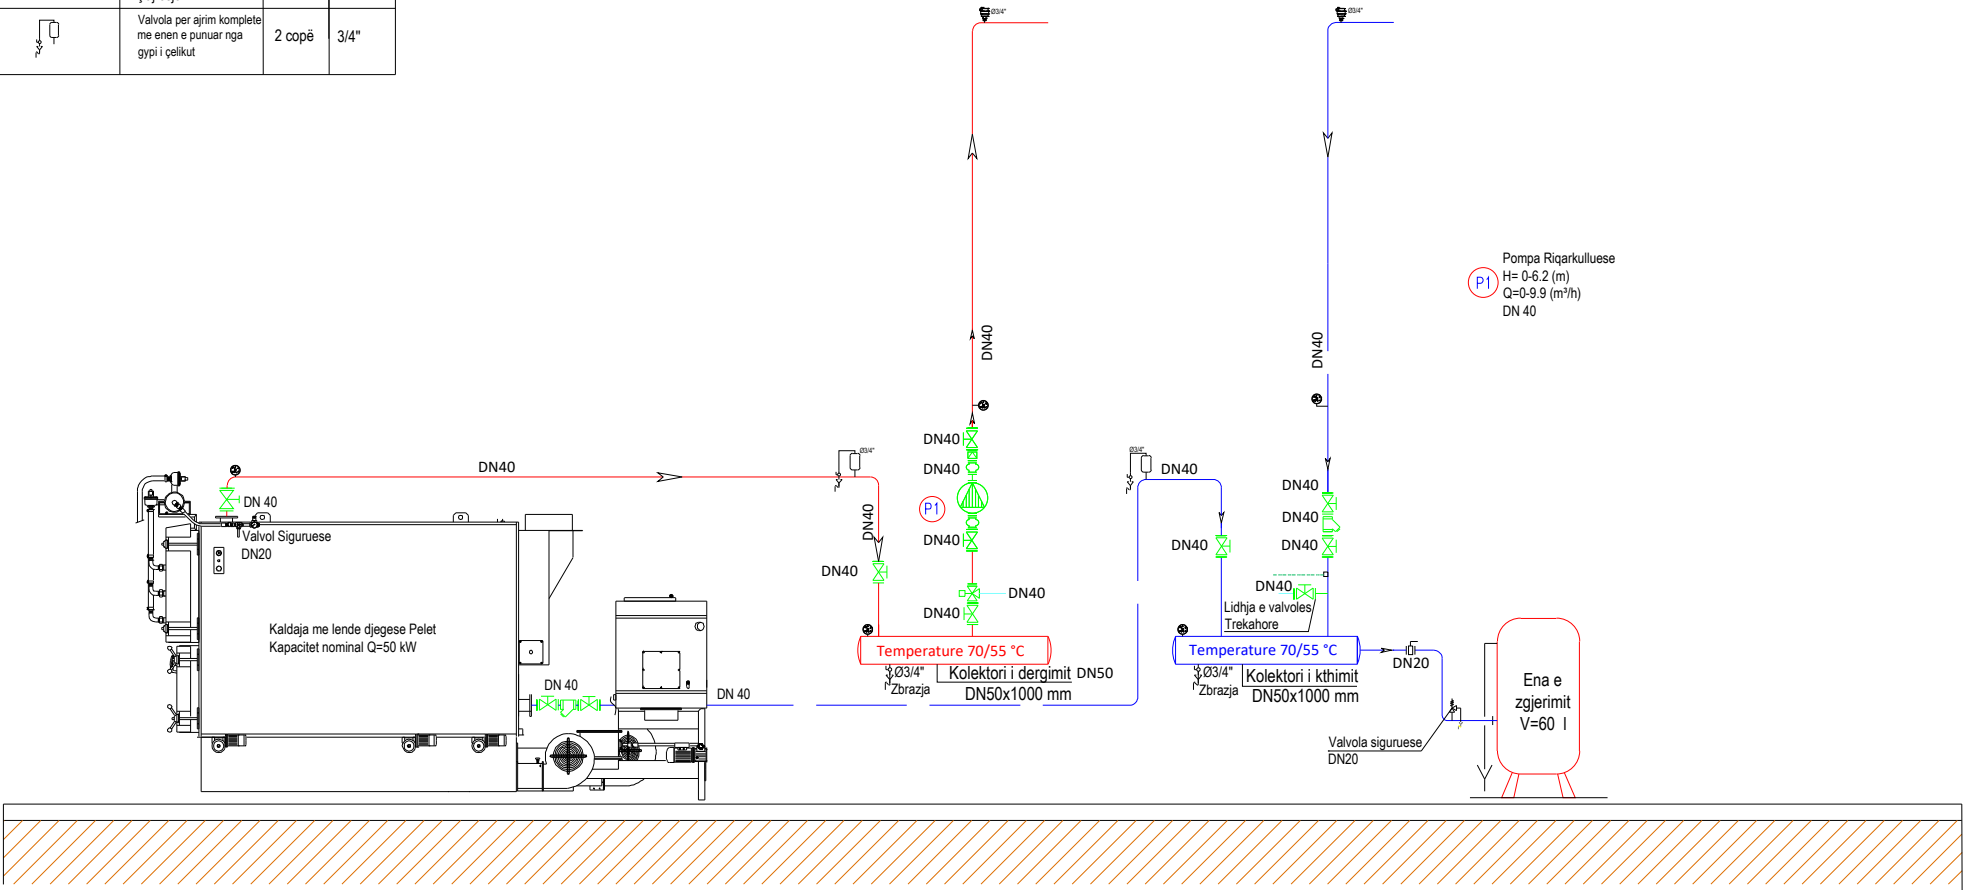 Valvola per ajrim komplete
me enen e punuar nga
gypi i çelikut
2 copë
3/4"
Ø3/4"
Ø3/4"
Pompa Riqarkulluese
P1
H= 0-6.2 (m)
Q=0-9.9 (m³/h)
DN 40
DN40
DN40
DN40
DN40
DN40
Ø3/4"
Ø3/4"
DN40
DN40
DN 40
P1
DN40
DN40
DN40
Valvol Siguruese
DN20
DN40
DN40
DN40
DN40
DN40
DN40
DN40
DN40
Lidhja e valvoles
Trekahore
Kaldaja me lende djegese Pelet
Kapacitet nominal Q=50 kW
Temperature 70/55 °C
Temperature 70/55 °C
DN20
Ø3/4"
Zbrazja
Kolektori i dergimit DN50
DN50x1000 mm
Ø3/4"
Zbrazja
Kolektori i kthimit
DN50x1000 mm
DN 40
DN 40
Ena e
zgjerimit
V=60 l
Valvola siguruese
DN20